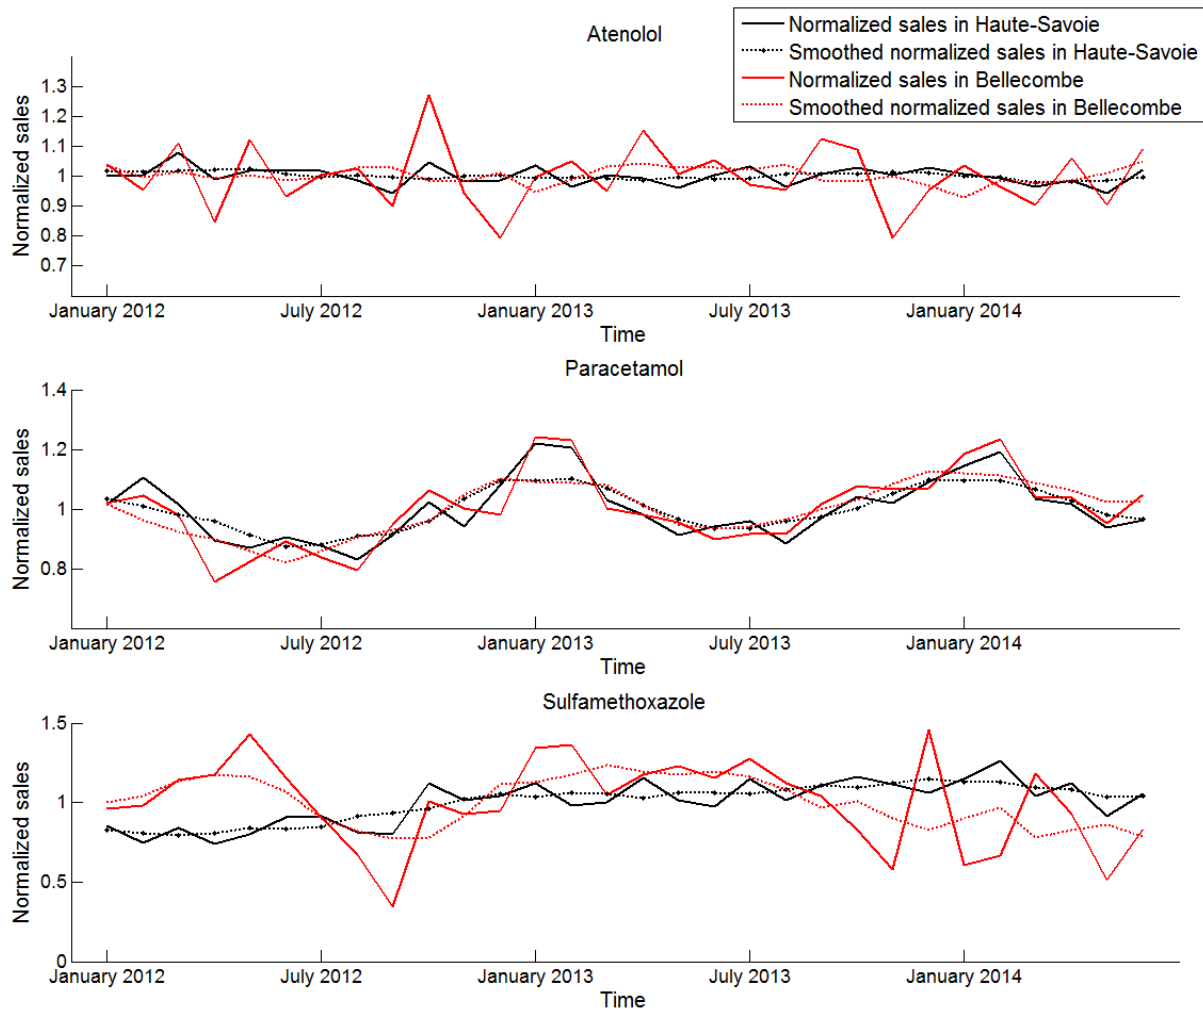 Atenolol
Normalized sales in Haute-Savoie
Smoothed normalized sales in Haute-Savoie
Normalized sales in Bellecombe
Smoothed normalized sales in Bellecombe
Normalized sales
1.3
1.2
1.1
1
0.9
0.8
0.7
January 2012
July 2012
January 2013
July 2013
January 2014
Time
Paracetamol
Normalized sales
1.4
1.2
1
0.8
January 2012
July 2012
January 2013
July 2013
January 2014
Time
Sulfamethoxazole
Normalized sales
1.5
1
0.5
0
January 2012
July 2012
January 2013
July 2013
January 2014
Time